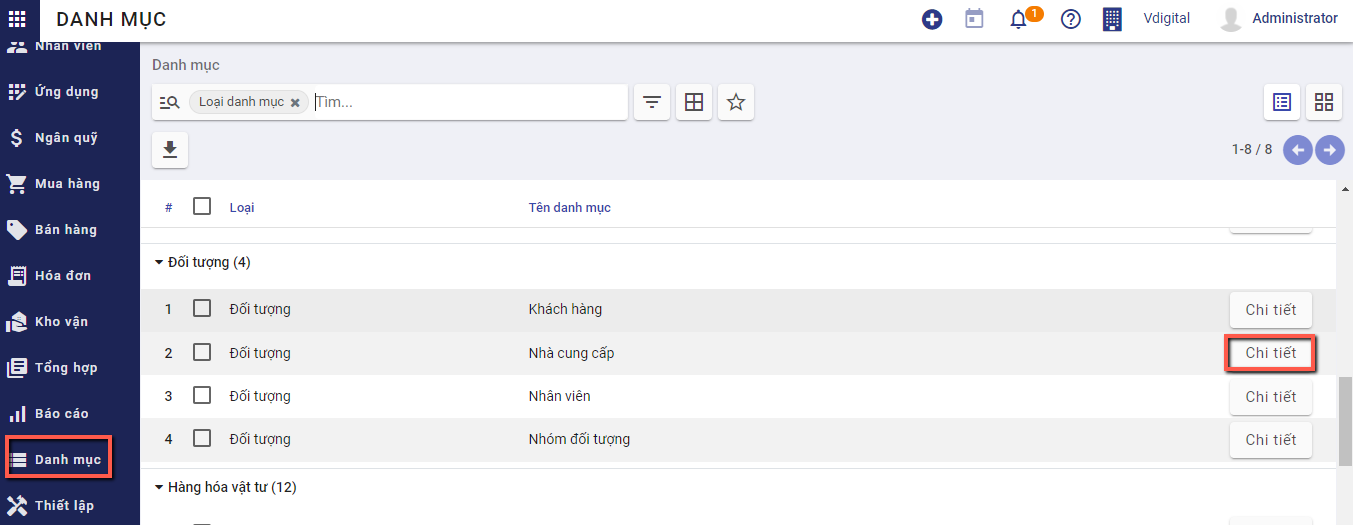 DANH MỤC
1
Vdigital
Administrator
Nhân viên
Ứng dụng
Ngân quỹ
Mua hàng
Bán hàng
Hóa đơn
Kho vận
Tổng hợp
Báo cáo
Danh mục
Thiết lập
Danh mục
Loại danh mục Tìm...
1-8 / 8
# Loại Tên danh mục
Đối tượng (4)
1 Đối tượng Khách hàng Chi tiết
2 Đối tượng Nhà cung cấp Chi tiết
3 Đối tượng Nhân viên Chi tiết
4 Đối tượng Nhóm đối tượng Chi tiết
Hàng hóa vật tư (12)